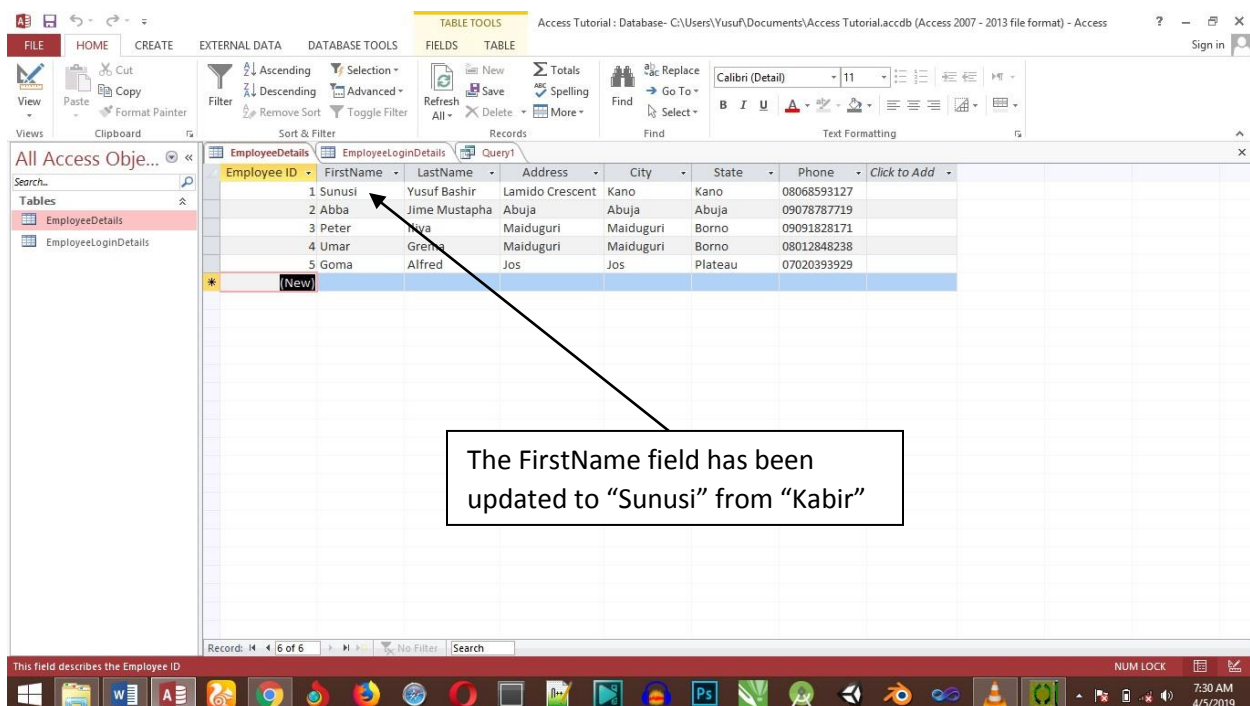 TABLE TOOLS Access Tutorial : Database- C:\Users\Yusuf\Documents\Access Tutorial.accdb (Access 2007 - 2013 file format) - Access ?
FILE HOME CREATE EXTERNAL DATA DATABASE TOOLS FIELDS TABLE Sign in
View
Paste
Cut
Copy
Format Painter
Filter
Ascending
Descending
Remove Sort
Selection
Advanced
Toggle Filter
Refresh
All
New
Save
Delete
Totals
Spelling
More
Find
Replace
Go To
Select
Calibri (Detail) 11
B I U A
Views Clipboard Sort & Filter Records Find Text Formatting
All Access Obje... «
Search...
Tables
EmployeeDetails
EmployeeLoginDetails
EmployeeDetails EmployeeLoginDetails Query1
Employee ID FirstName LastName Address City State Phone Click to Add
1 Sunusi Yusuf Bashir Lamido Crescent Kano Kano 08068593127
2 Abba Jime Mustapha Abuja Abuja Abuja 09078787719
3 Peter Iliya Maiduguri Maiduguri Borno 09091828171
4 Umar Grema Maiduguri Maiduguri Borno 08012848238
5 Goma Alfred Jos Jos Plateau 07020393929
* (New)
The FirstName field has been
updated to “Sunusi” from “Kabir”
Record: 6 of 6 No Filter Search
This field describes the Employee ID NUM LOCK
7:30 AM
4/5/2019